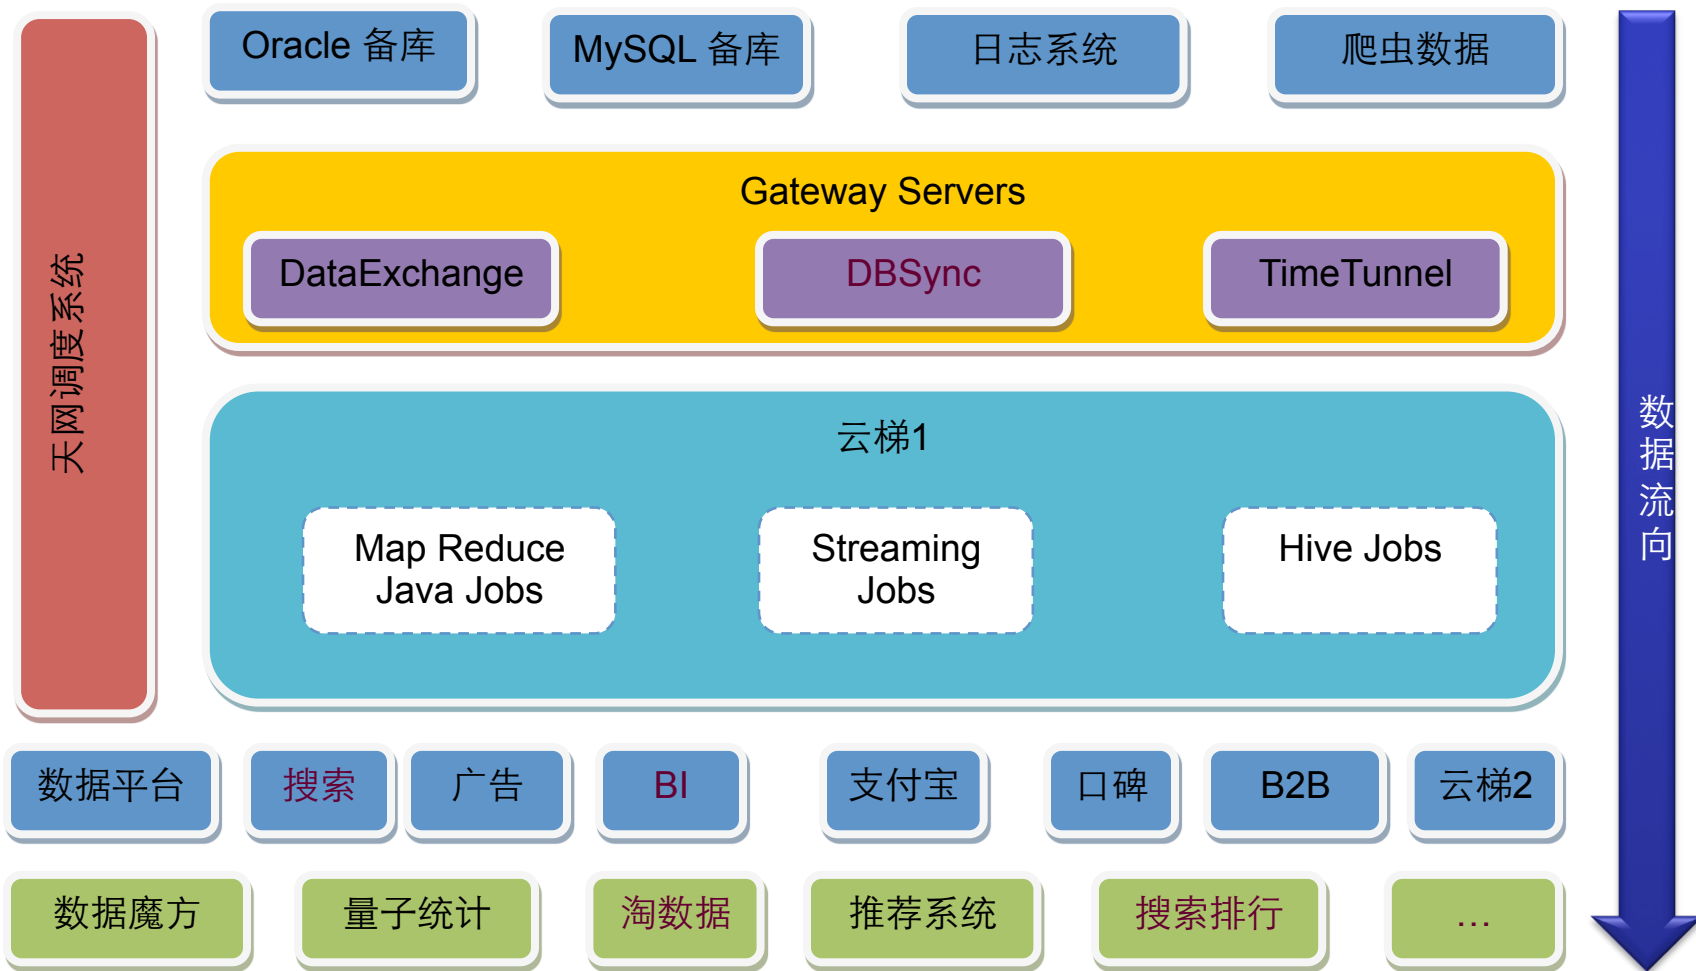 Oracle 备库
MySQL 备库
日志系统
爬虫数据
天网调度系统
Gateway Servers
DataExchange
DBSync
TimeTunnel
云梯1
Map Reduce
Java Jobs
Streaming
Jobs
Hive Jobs
数据流向
数据平台
搜索
广告
BI
支付宝
口碑
B2B
云梯2
数据魔方
量子统计
淘数据
推荐系统
搜索排行
…